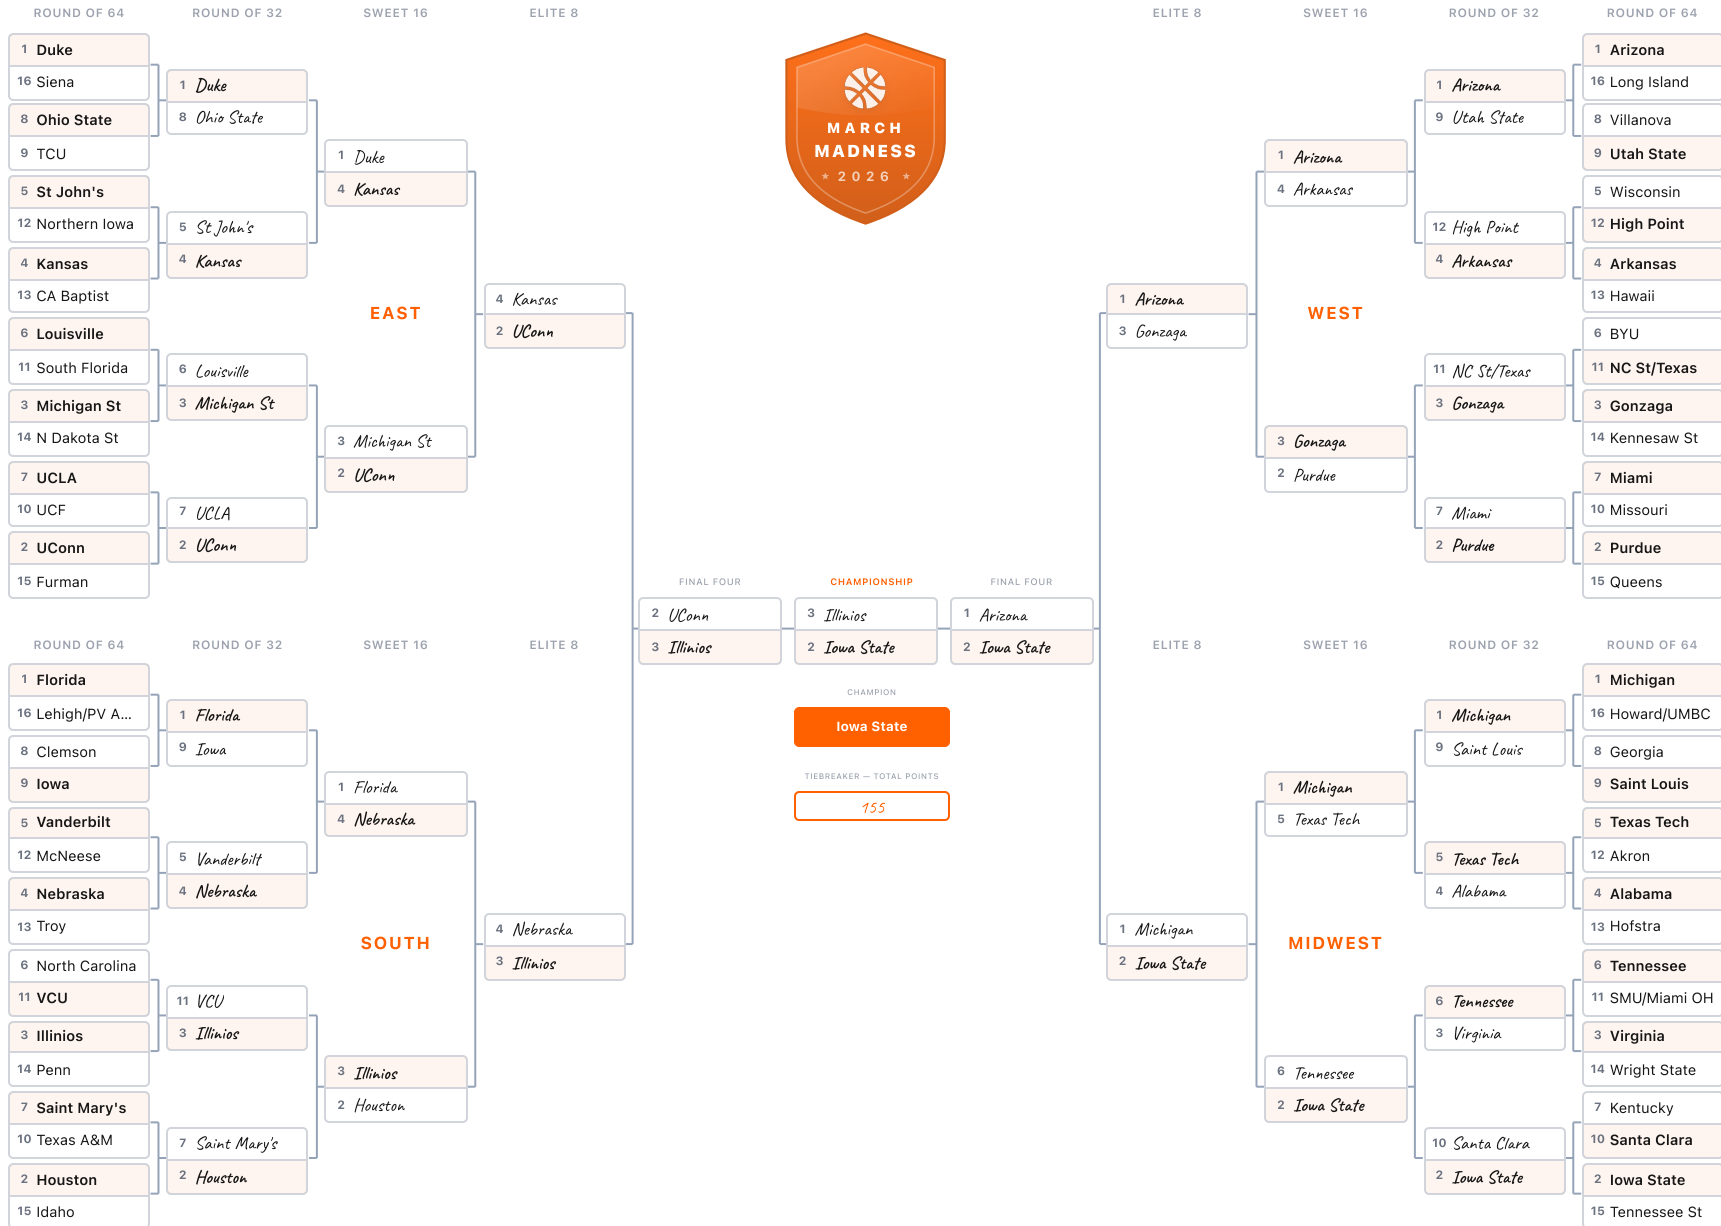 ROUND OF 64 ROUND OF 32 SWEET 16 ELITE 8 ELITE 8 SWEET 16 ROUND OF 32 ROUND OF 64
1 Duke
16 Siena
8 Ohio State
9 TCU
5 St John's
12 Northern Iowa
4 Kansas
13 CA Baptist
6 Louisville
11 South Florida
3 Michigan St
14 N Dakota St
7 UCLA
10 UCF
2 UConn
15 Furman
1 Duke
8 Ohio State
5 St John's
4 Kansas
6 Louisville
3 Michigan St
7 UCLA
2 UConn
1 Duke
4 Kansas
EAST
3 Michigan St
2 UConn
4 Kansas
2 UConn
MARCH
MADNESS
★ 2026 ★
1 Arizona
3 Gonzaga
1 Arizona
4 Arkansas
WEST
3 Gonzaga
2 Purdue
1 Arizona
9 Utah State
12 High Point
4 Arkansas
11 NC St/Texas
3 Gonzaga
7 Miami
2 Purdue
1 Arizona
16 Long Island
8 Villanova
9 Utah State
5 Wisconsin
12 High Point
4 Arkansas
13 Hawaii
6 BYU
11 NC St/Texas
3 Gonzaga
14 Kennesaw St
7 Miami
10 Missouri
2 Purdue
15 Queens
FINAL FOUR CHAMPIONSHIP FINAL FOUR
2 UConn
3 Illinios
3 Illinios
2 Iowa State
1 Arizona
2 Iowa State
CHAMPION
Iowa State
TIEBREAKER — TOTAL POINTS
155
ROUND OF 64 ROUND OF 32 SWEET 16 ELITE 8 ELITE 8 SWEET 16 ROUND OF 32 ROUND OF 64
1 Florida
16 Lehigh/PV A...
8 Clemson
9 Iowa
5 Vanderbilt
12 McNeese
4 Nebraska
13 Troy
6 North Carolina
11 VCU
3 Illinios
14 Penn
7 Saint Mary's
10 Texas A&M
2 Houston
15 Idaho
1 Florida
9 Iowa
5 Vanderbilt
4 Nebraska
11 VCU
3 Illinios
7 Saint Mary's
2 Houston
1 Florida
4 Nebraska
SOUTH
3 Illinios
2 Houston
4 Nebraska
3 Illinios
1 Michigan
2 Iowa State
1 Michigan
5 Texas Tech
MIDWEST
6 Tennessee
2 Iowa State
1 Michigan
9 Saint Louis
5 Texas Tech
4 Alabama
6 Tennessee
3 Virginia
10 Santa Clara
2 Iowa State
1 Michigan
16 Howard/UMBC
8 Georgia
9 Saint Louis
5 Texas Tech
12 Akron
4 Alabama
13 Hofstra
6 Tennessee
11 SMU/Miami OH
3 Virginia
14 Wright State
7 Kentucky
10 Santa Clara
2 Iowa State
15 Tennessee St